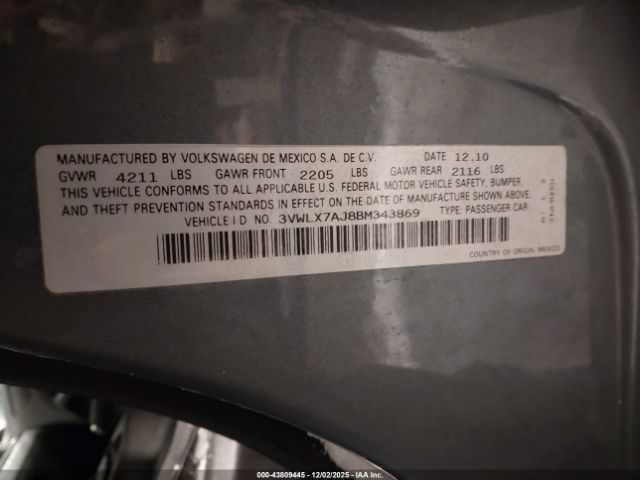 MANUFACTURED BY VOLKSWAGEN DE MEXICO S.A. DE C.V. DATE 12.10
GVWR 4211 LBS GAWR FRONT 2205 LBS GAWR REAR 2116 LBS
THIS VEHICLE CONFORMS TO ALL APPLICABLE U.S. FEDERAL MOTOR VEHICLE SAFETY, BUMPER,
AND THEFT PREVENTION STANDARDS IN EFFECT ON THE DATE OF MANUFACTURE SHOWN ABOVE.
VEHICLE I D NO. 3VWLX7AJ8BM343869 TYPE: PASSENGER CAR
COUNTRY OF ORIGIN: MEXICO
000-43809445 - 12/02/2025 - IAAI.COM